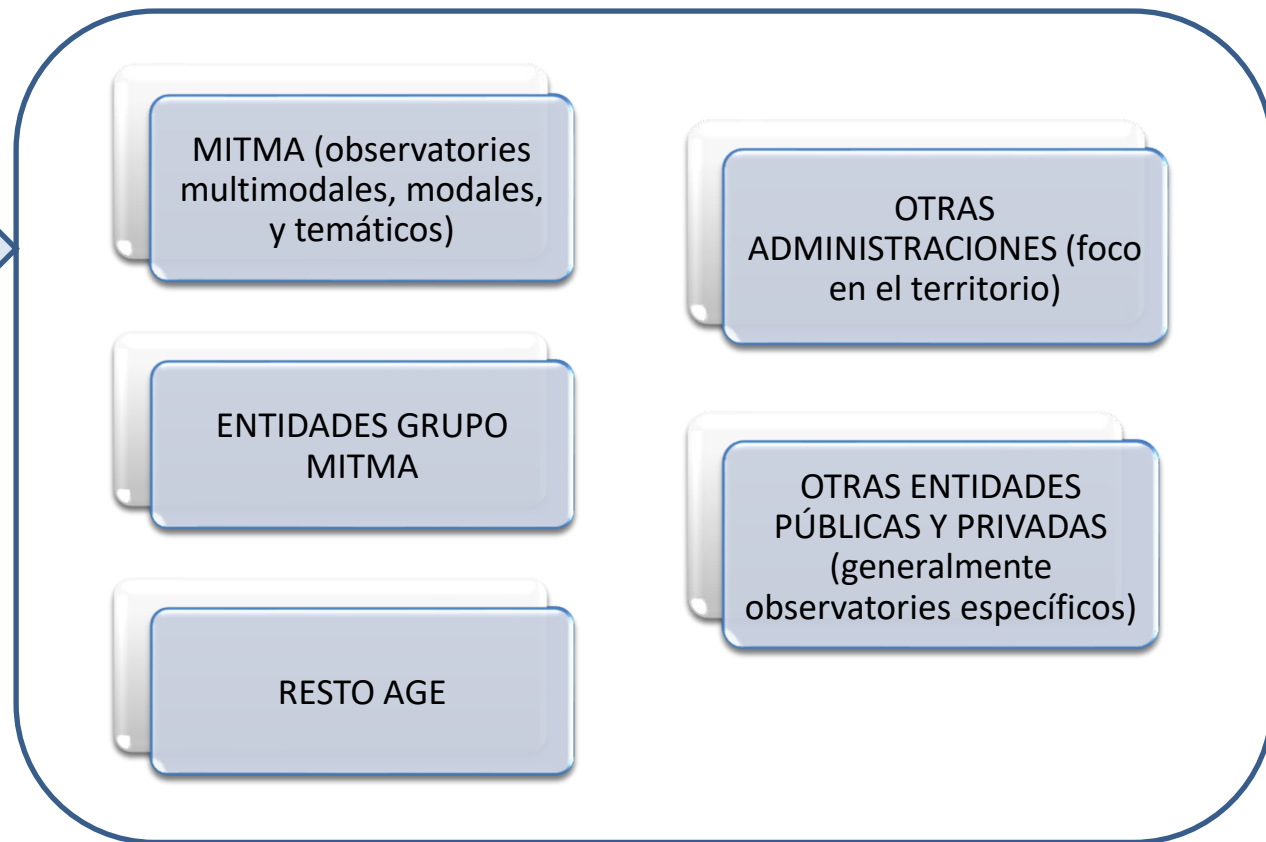 MITMA (observatories
multimodales, modales,
y temáticos)
ENTIDADES GRUPO
MITMA
RESTO AGE
OTRAS
ADMINISTRACIONES (foco
en el territorio)
OTRAS ENTIDADES
PÚBLICAS Y PRIVADAS
(generalmente
observatories específicos)